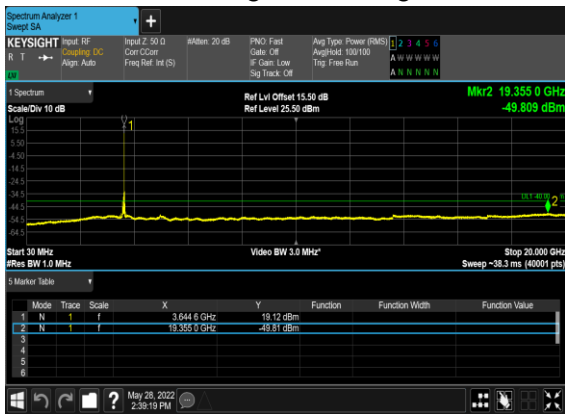 Spectrum Analyzer 1
Swept SA
+
KEYSIGHT Input: RF Input Z: 50 Ω #Atten: 20 dB PNO: Fast Avg Type: Power (RMS) 1 2 3 4 5 6
R T Coupling: DC Corr CCorr Gate: Off Avg|Hold: 100/100 A W W W W W
Align: Auto Freq Ref: Int (S) IF Gain: Low Trig: Free Run
Sig Track: Off A N N N N N
1 Spectrum Ref Lvl Offset 15.50 dB Mkr2 19.355 0 GHz
Scale/Div 10 dB Ref Level 25.50 dBm -49.809 dBm
Log
1
15.5
5.50
-4.50
-14.5
-24.5
-34.5
2
-44.5
-54.5
-64.5
Start 30 MHz Video BW 3.0 MHz* Stop 20.000 GHz
#Res BW 1.0 MHz Sweep ~38.3 ms (40001 pts)
5 Marker Table
Mode Trace Scale X Y Function Function Width Function Value
1 N 1 f 3.644 6 GHz 19.12 dBm
2 N 1 f 19.355 0 GHz -49.81 dBm
3
4
5
6
? May 28, 2022
2:39:19 PM